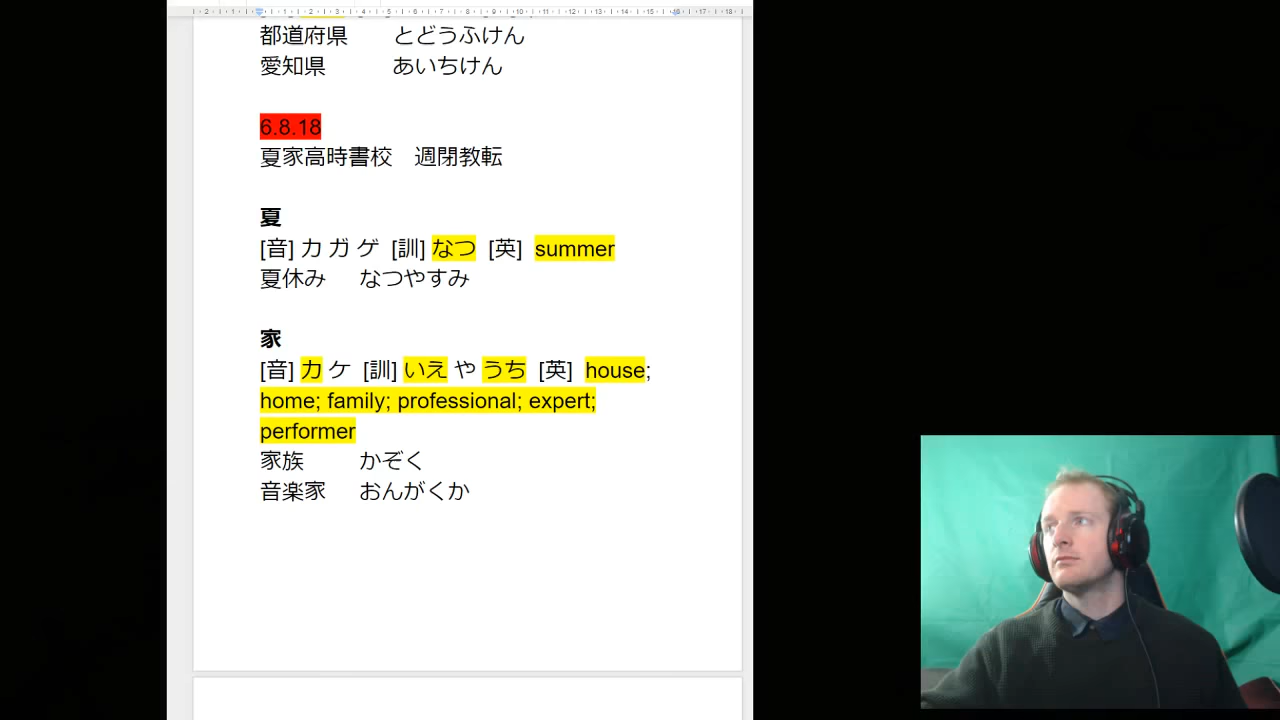 都道府県 とどうふけん
愛知県 あいちけん
6.8.18
夏家高時書校 週閉教転
夏
[音] カ ガ ゲ [訓] なつ [英] summer
夏休み なつやすみ
家
[音] カ ケ [訓] いえ や うち [英] house;
home; family; professional; expert;
performer
家族 かぞく
音楽家 おんがくか